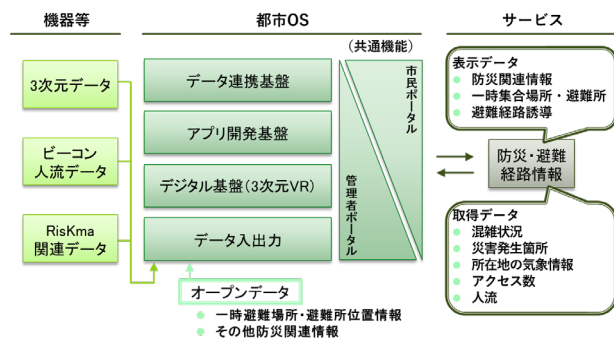 機器等
都市OS
サービス
3次元データ
ビーコン
人流データ
RisKma
関連データ
データ連携基盤
アプリ開発基盤
デジタル基盤(3次元VR)
データ入出力
(共通機能)
市民ポータル
管理者ポータル
オープンデータ
一時避難場所・避難所位置情報
その他防災関連情報
表示データ
防災関連情報
一時集合場所・避難所
避難経路誘導
防災・避難
経路情報
取得データ
混雑状況
災害発生箇所
所在地の気象情報
アクセス数
人流